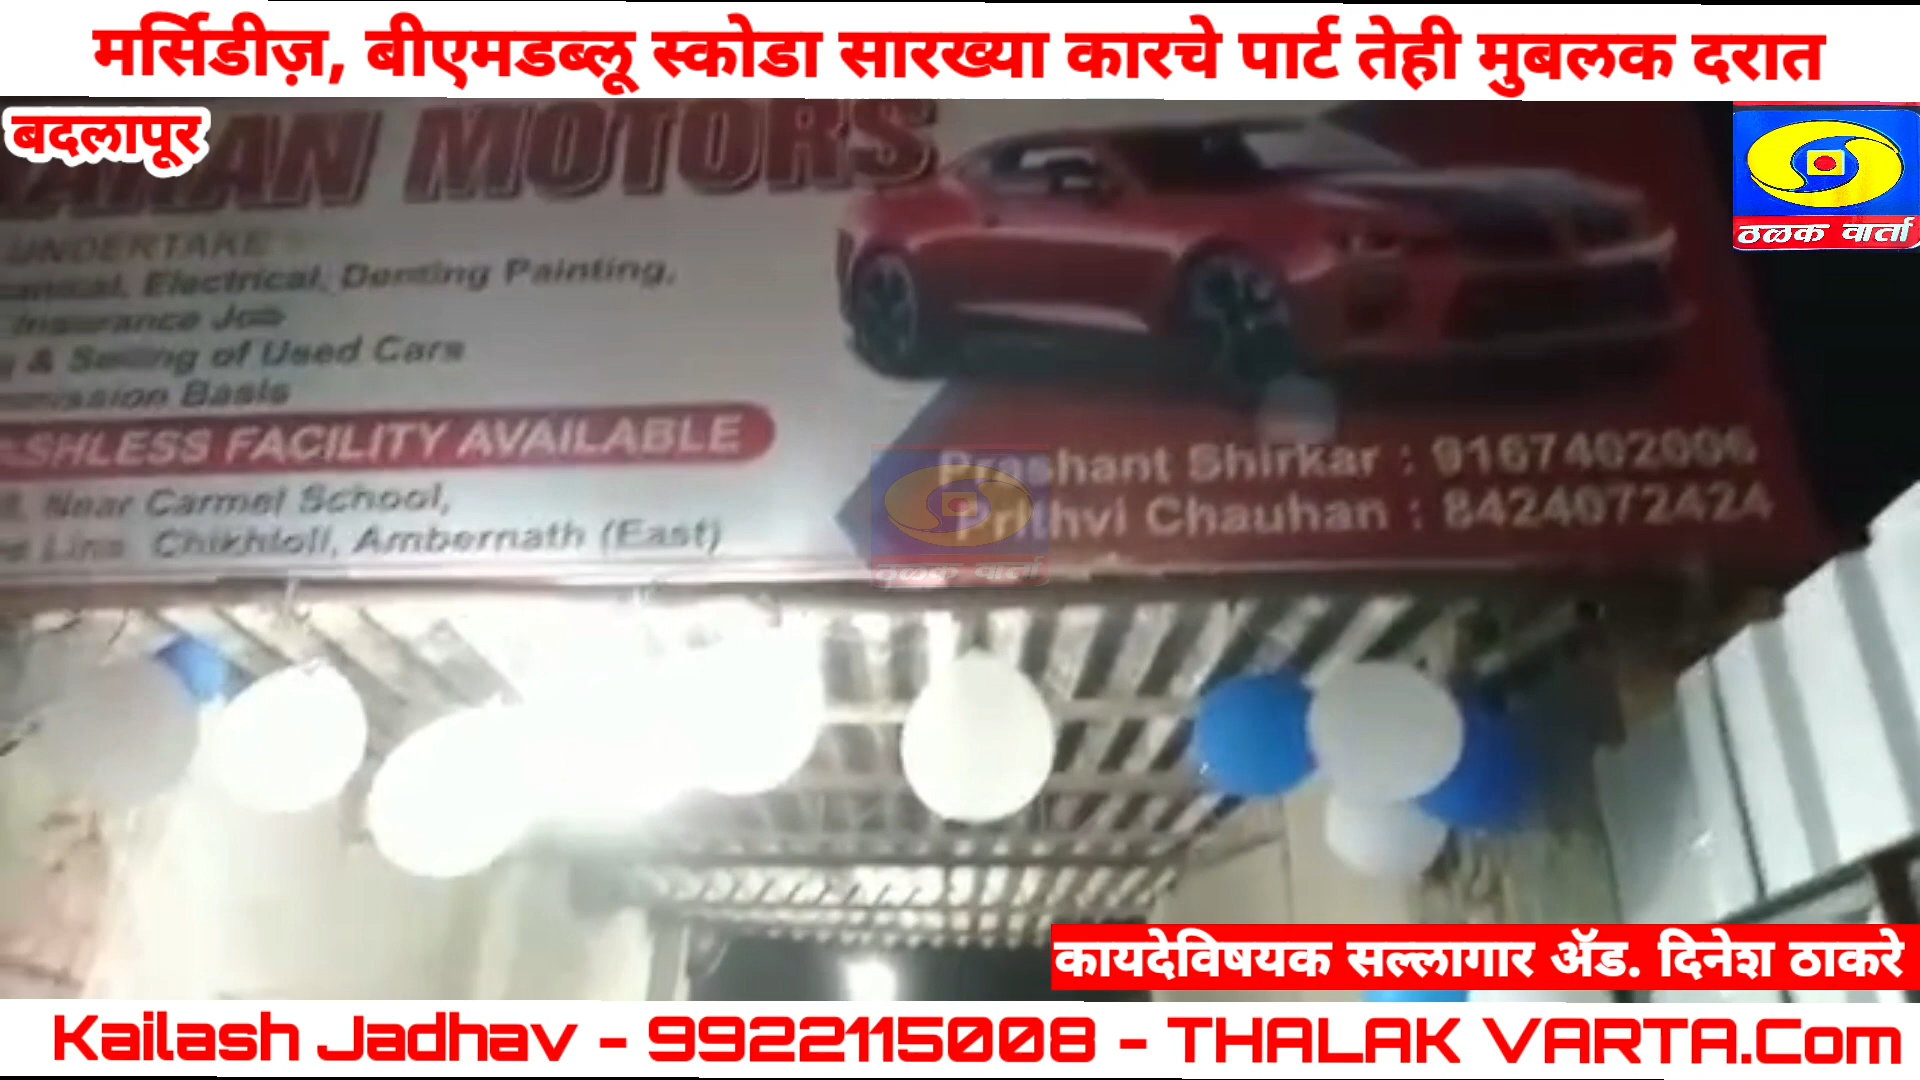 मर्सिडीज़, बीएमडब्लू स्कोडा सारख्या कारचे पार्ट तेही मुबलक दरात
बदलापूर
MOTORS
ठळक वार्ता
UNDERTAKE
Electrical, Denting Painting,
Insurance Job
& Selling of Used Cars
Basis
FACILITY AVAILABLE
Near Carmel School,
Chikhloli, Ambernath (East)
Prashant Shirkar : 9167402006
Prithvi Chauhan : 8424072424
ठळक वार्ता
कायदेविषयक सल्लागार ॲड. दिनेश ठाकरे
Kailash Jadhav - 9922115008 - THALAK VARTA.Com